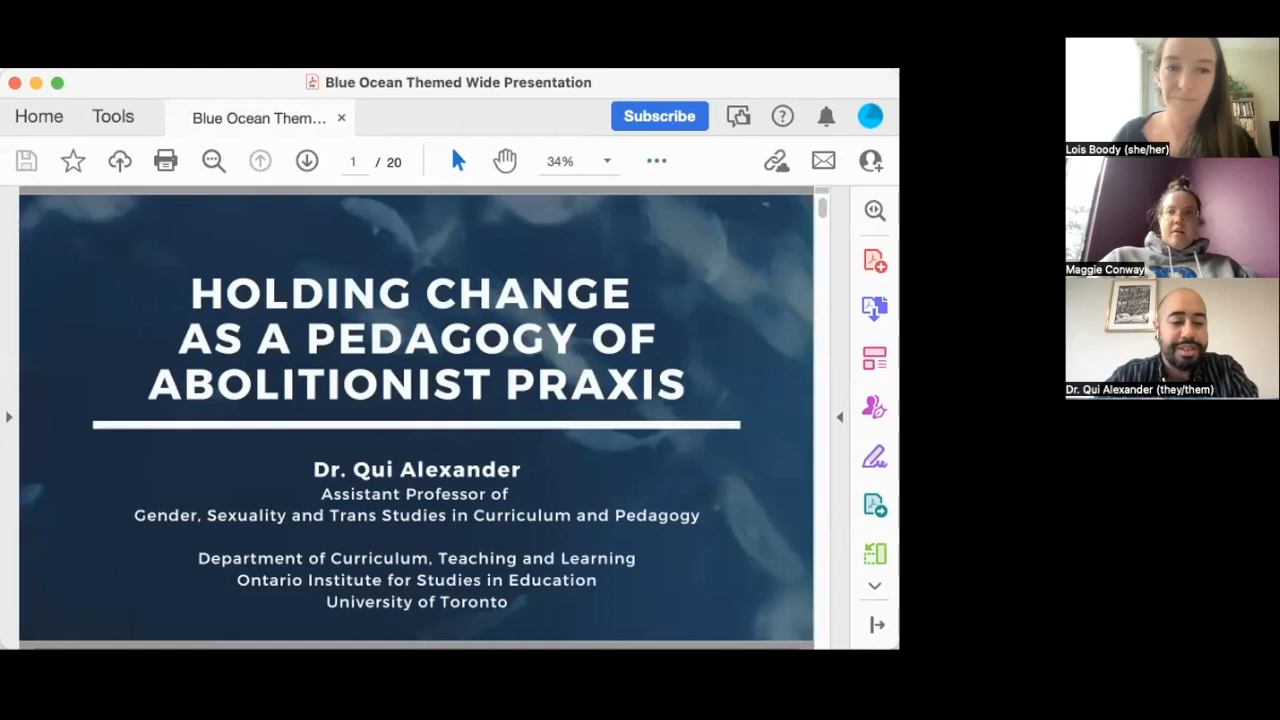 Blue Ocean Themed Wide Presentation
Home Tools Blue Ocean Them... × Subscribe
1 / 20 34%
HOLDING CHANGE
AS A PEDAGOGY OF
ABOLITIONIST PRAXIS
Dr. Qui Alexander
Assistant Professor of
Gender, Sexuality and Trans Studies in Curriculum and Pedagogy
Department of Curriculum, Teaching and Learning
Ontario Institute for Studies in Education
University of Toronto
Lois Boody (she/her)
Maggie Conway
Dr. Qui Alexander (they/them)